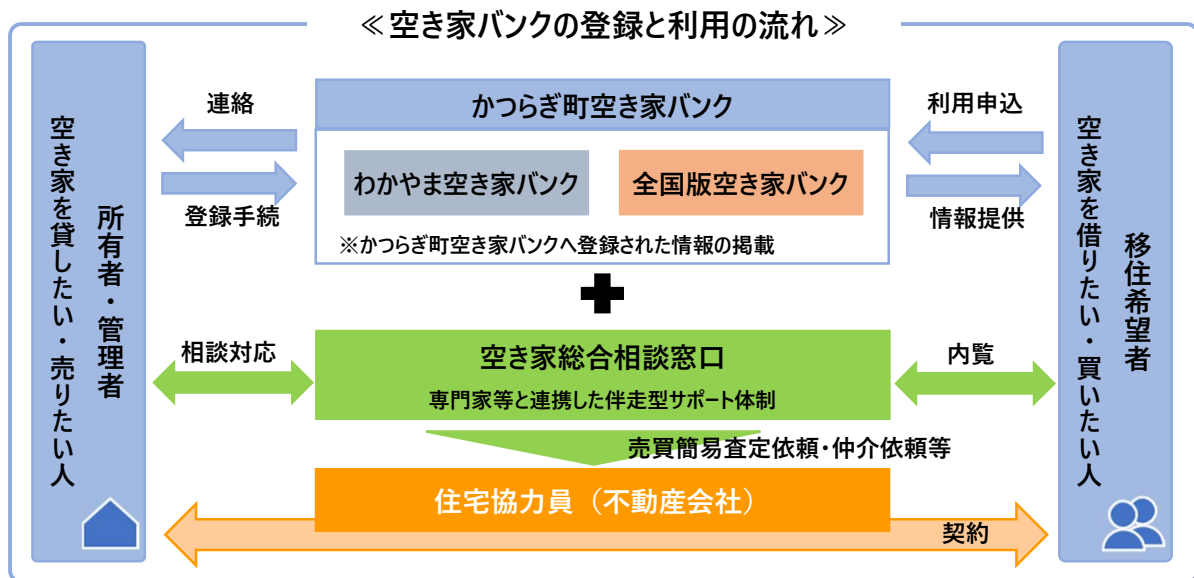 ≪空き家バンクの登録と利用の流れ≫
所有者・管理者
空き家を貸したい・売りたい人
連絡
登録手続
かつらぎ町空き家バンク
わかやま空き家バンク
全国版空き家バンク
※かつらぎ町空き家バンクへ登録された情報の掲載
利用申込
情報提供
移住希望者
空き家を借りたい・買いたい人
相談対応
空き家総合相談窓口
専門家等と連携した伴走型サポート体制
内覧
売買簡易査定依頼・仲介依頼等
住宅協力員（不動産会社）
契約